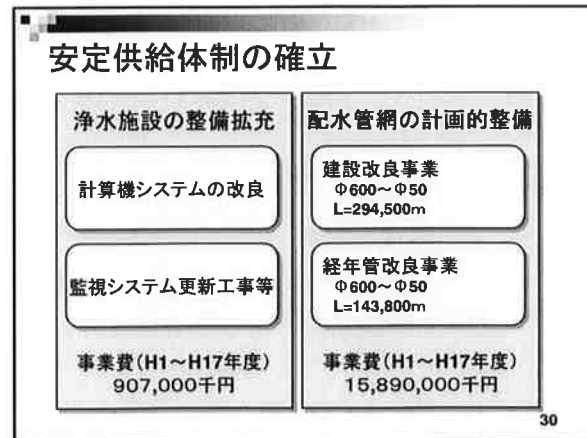 安定供給体制の確立
浄水施設の整備拡充
計算機システムの改良
監視システム更新工事等
事業費(H1～H17年度)
907,000千円
配水管網の計画的整備
建設改良事業
Φ600～Φ50
L=294,500m
経年管改良事業
Φ600～Φ50
L=143,800m
事業費(H1～H17年度)
15,890,000千円
30